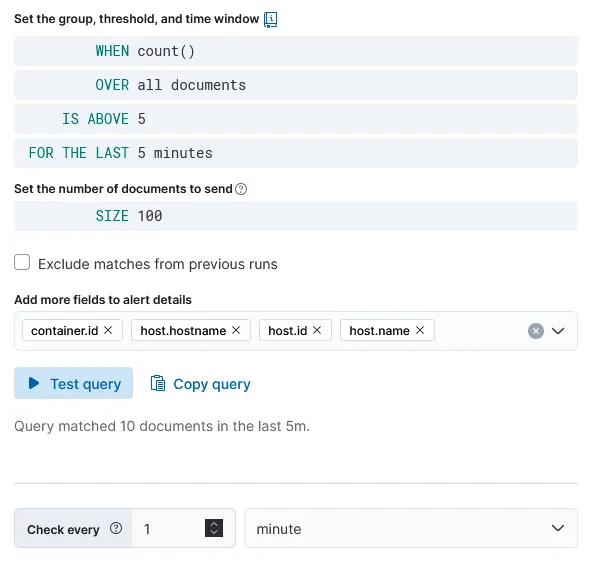 Set the group, threshold, and time window
WHEN count()
OVER all documents
IS ABOVE 5
FOR THE LAST 5 minutes
Set the number of documents to send
SIZE 100
Exclude matches from previous runs
Add more fields to alert details
container.id host.hostname host.id host.name
Test query Copy query
Query matched 10 documents in the last 5m.
Check every 1 minute